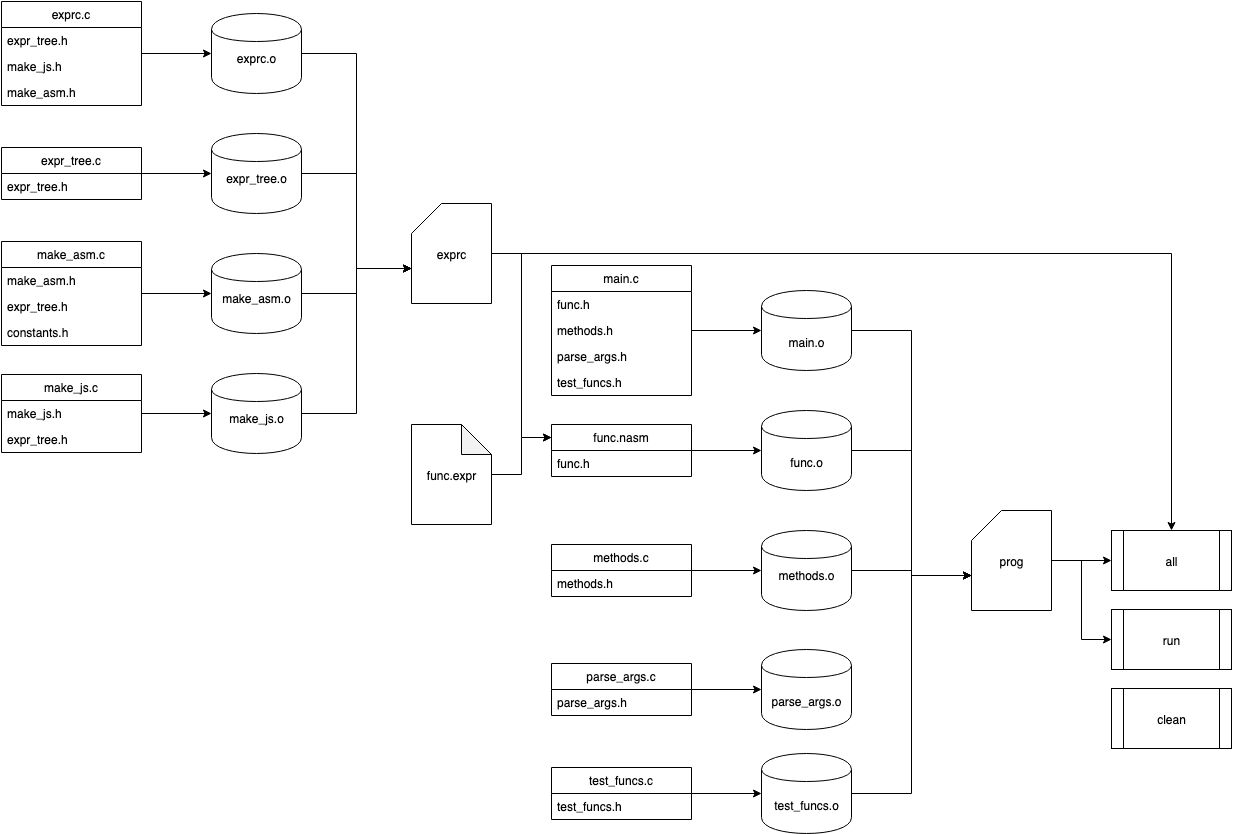 exprc.c
expr_tree.h
make_js.h
make_asm.h
exprc.o
expr_tree.c
expr_tree.h
expr_tree.o
make_asm.c
make_asm.h
expr_tree.h
constants.h
make_asm.o
make_js.c
make_js.h
expr_tree.h
make_js.o
exprc
func.expr
main.c
func.h
methods.h
parse_args.h
test_funcs.h
main.o
func.nasm
func.h
func.o
methods.c
methods.h
methods.o
parse_args.c
parse_args.h
parse_args.o
test_funcs.c
test_funcs.h
test_funcs.o
prog
all
run
clean